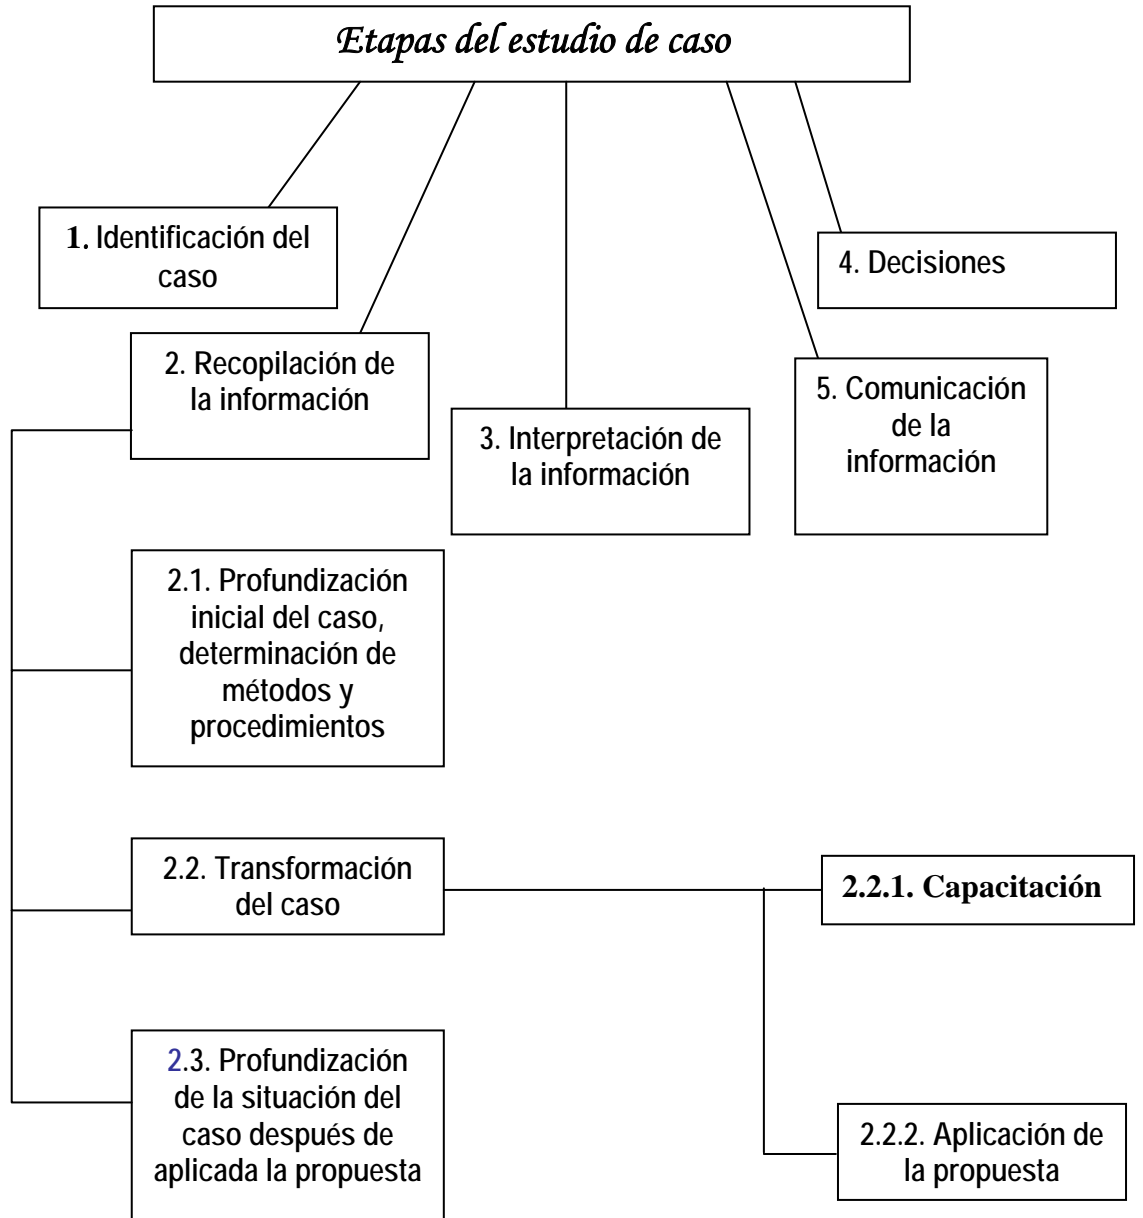 Etapas del estudio de caso
1. Identificación del
caso
2. Recopilación de
la información
3. Interpretación de
la información
4. Decisiones
5. Comunicación
de la
información
2.1. Profundización
inicial del caso,
determinación de
métodos y
procedimientos
2.2. Transformación
del caso
2.2.1. Capacitación
2.2.2. Aplicación de
la propuesta
2.3. Profundización
de la situación del
caso después de
aplicada la propuesta